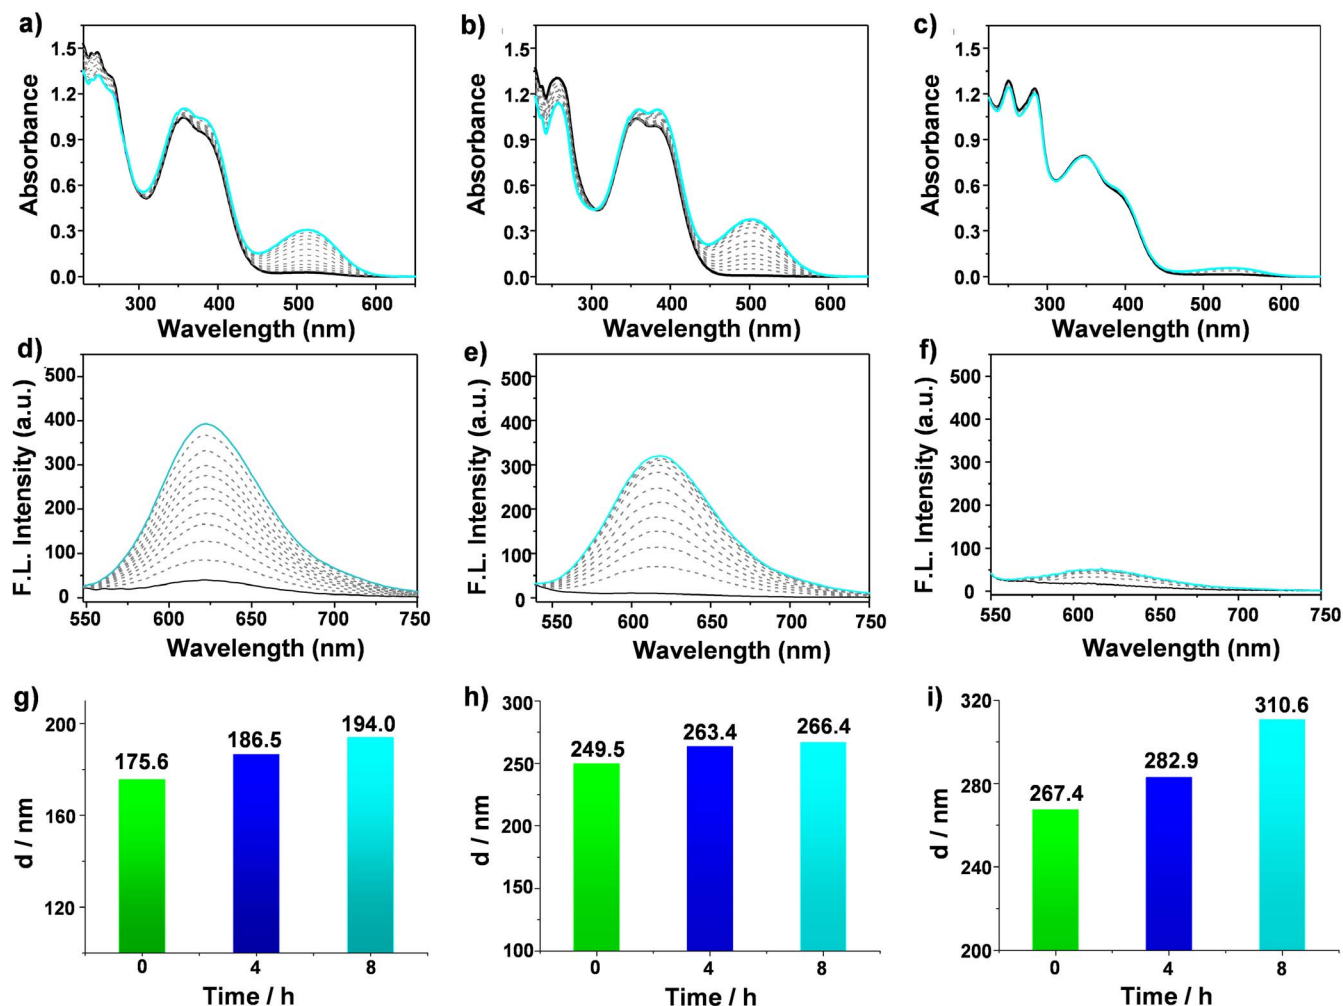 a)
1.5
1.2
0.9
0.6
0.3
0.0
Absorbance
300 400 500 600
Wavelength (nm)
b)
1.5
1.2
0.9
0.6
0.3
0.0
Absorbance
300 400 500 600
Wavelength (nm)
c)
1.5
1.2
0.9
0.6
0.3
0.0
Absorbance
300 400 500 600
Wavelength (nm)
d)
500
400
300
200
100
0
F.L. Intensity (a.u.)
550 600 650 700 750
Wavelength (nm)
e)
500
400
300
200
100
0
F.L. Intensity (a.u.)
550 600 650 700 750
Wavelength (nm)
f)
500
400
300
200
100
0
F.L. Intensity (a.u.)
550 600 650 700 750
Wavelength (nm)
g)
200
160
120
d / nm
175.6 186.5 194.0
0 4 8
Time / h
h)
300
250
200
150
100
d / nm
249.5 263.4 266.4
0 4 8
Time / h
i)
320
280
240
200
d / nm
267.4 282.9 310.6
0 4 8
Time / h